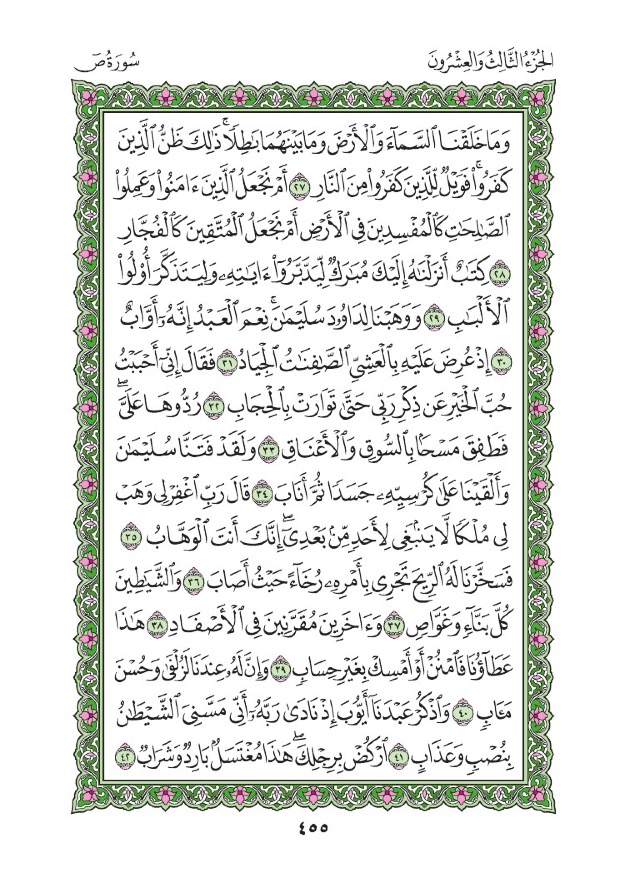 الجُزْءُ الثَّالِثُ وَالعِشْرُونَ
سُورَةُ صٓ
وَمَا خَلَقْنَا ٱلسَّمَآءَ وَٱلْأَرْضَ وَمَا بَيْنَهُمَا بَٰطِلًا ۚ ذَٰلِكَ ظَنُّ ٱلَّذِينَ
كَفَرُوا۟ ۚ فَوَيْلٌ لِّلَّذِينَ كَفَرُوا۟ مِنَ ٱلنَّارِ ٢٧ أَمْ نَجْعَلُ ٱلَّذِينَ ءَامَنُوا۟ وَعَمِلُوا۟
ٱلصَّٰلِحَٰتِ كَٱلْمُفْسِدِينَ فِى ٱلْأَرْضِ أَمْ نَجْعَلُ ٱلْمُتَّقِينَ كَٱلْفُجَّارِ
٢٨ كِتَٰبٌ أَنزَلْنَٰهُ إِلَيْكَ مُبَٰرَكٌ لِّيَدَّبَّرُوٓا۟ ءَايَٰتِهِۦ وَلِيَتَذَكَّرَ أُو۟لُوا۟
ٱلْأَلْبَٰبِ ٢٩ وَوَهَبْنَا لِدَاوُۥدَ سُلَيْمَٰنَ ۚ نِعْمَ ٱلْعَبْدُ إِنَّهُۥٓ أَوَّابٌ
٣٠ إِذْ عُرِضَ عَلَيْهِ بِٱلْعَشِىِّ ٱلصَّٰفِنَٰتُ ٱلْجِيَادُ ٣١ فَقَالَ إِنِّىٓ أَحْبَبْتُ
حُبَّ ٱلْخَيْرِ عَن ذِكْرِ رَبِّى حَتَّىٰ تَوَارَتْ بِٱلْحِجَابِ ٣٢ رُدُّوهَا عَلَىَّ ۖ
فَطَفِقَ مَسْحًۢا بِٱلسُّوقِ وَٱلْأَعْنَاقِ ٣٣ وَلَقَدْ فَتَنَّا سُلَيْمَٰنَ
وَأَلْقَيْنَا عَلَىٰ كُرْسِيِّهِۦ جَسَدًا ثُمَّ أَنَابَ ٣٤ قَالَ رَبِّ ٱغْفِرْ لِى وَهَبْ
لِى مُلْكًا لَّا يَنۢبَغِى لِأَحَدٍ مِّنۢ بَعْدِىٓ ۖ إِنَّكَ أَنتَ ٱلْوَهَّابُ ٣٥
فَسَخَّرْنَا لَهُ ٱلرِّيحَ تَجْرِى بِأَمْرِهِۦ رُخَآءً حَيْثُ أَصَابَ ٣٦ وَٱلشَّيَٰطِينَ
كُلَّ بَنَّآءٍ وَغَوَّاصٍ ٣٧ وَءَاخَرِينَ مُقَرَّنِينَ فِى ٱلْأَصْفَادِ ٣٨ هَٰذَا
عَطَآؤُنَا فَٱمْنُنْ أَوْ أَمْسِكْ بِغَيْرِ حِسَابٍ ٣٩ وَإِنَّ لَهُۥ عِندَنَا لَزُلْفَىٰ وَحُسْنَ
مَـَٔابٍ ٤٠ وَٱذْكُرْ عَبْدَنَآ أَيُّوبَ إِذْ نَادَىٰ رَبَّهُۥٓ أَنِّى مَسَّنِىَ ٱلشَّيْطَٰنُ
بِنُصْبٍ وَعَذَابٍ ٤١ ٱرْكُضْ بِرِجْلِكَ ۖ هَٰذَا مُغْتَسَلٌۢ بَارِدٌ وَشَرَابٌ ٤٢
٤٥٥